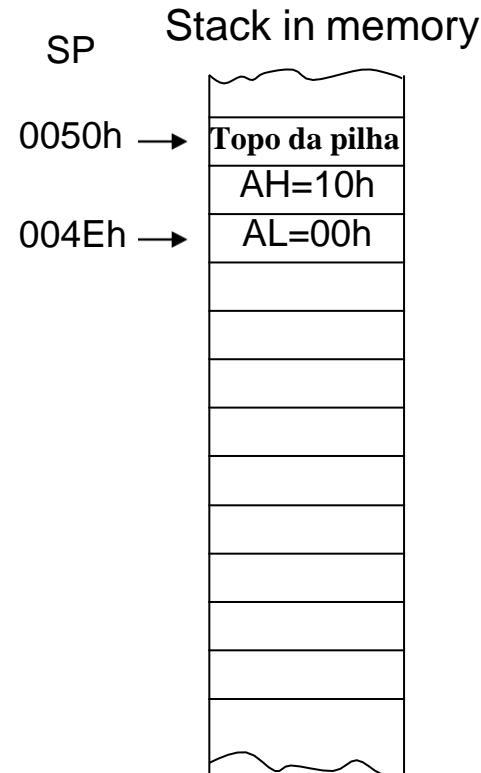 Stack in memory
SP
0050h
Topo da pilha
AH=10h
004Eh
AL=00h